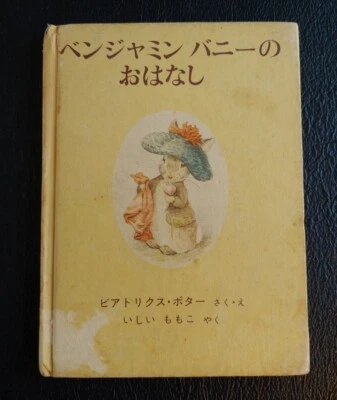 ベンジャミン バニーの
おはなし
ビアトリクス・ポター さく・え
いしい ももこ やく